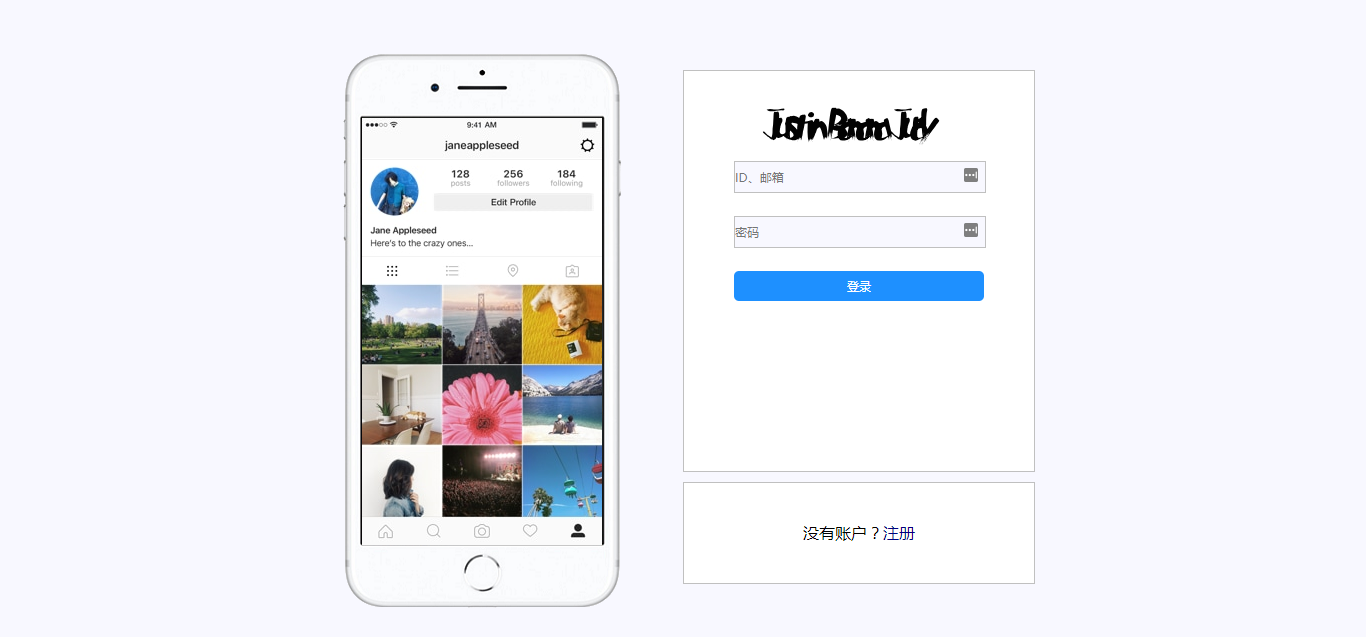 9:41 AM
janeappleseed
128 256 184
posts followers following
Edit Profile
Jane Appleseed
Here's to the crazy ones...
ID、邮箱
密码
登录
没有账户？注册